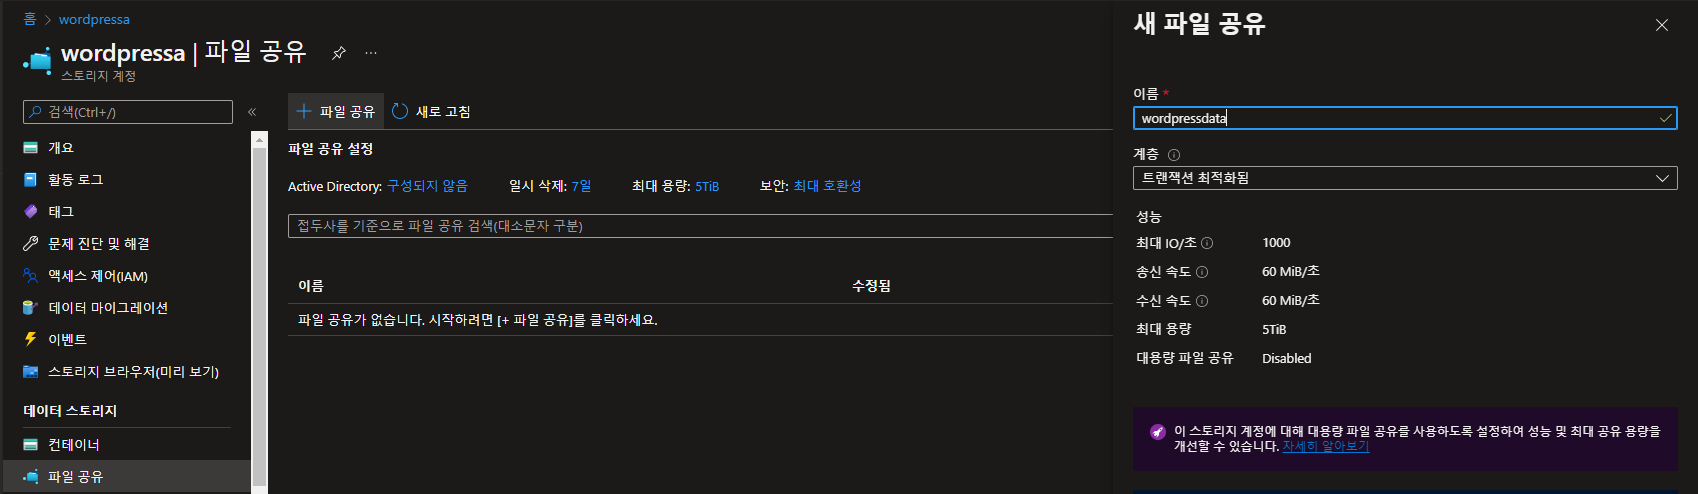 홈 > wordpressa
wordpressa | 파일 공유 ...
스토리지 계정
검색(Ctrl+/) «
개요
활동 로그
태그
문제 진단 및 해결
액세스 제어(IAM)
데이터 마이그레이션
이벤트
스토리지 브라우저(미리 보기)
데이터 스토리지
컨테이너
파일 공유
+ 파일 공유 새로 고침
파일 공유 설정
Active Directory: 구성되지 않음 일시 삭제: 7일 최대 용량: 5TiB 보안: 최대 호환성
접두사를 기준으로 파일 공유 검색(대소문자 구분)
이름 수정됨
파일 공유가 없습니다. 시작하려면 [+ 파일 공유]를 클릭하세요.
새 파일 공유
이름 *
wordpressdata
계층
트랜잭션 최적화됨
성능
최대 IO/초 1000
송신 속도 60 MiB/초
수신 속도 60 MiB/초
최대 용량 5TiB
대용량 파일 공유 Disabled
이 스토리지 계정에 대해 대용량 파일 공유를 사용하도록 설정하여 성능 및 최대 공유 용량을
개선할 수 있습니다. 자세히 알아보기